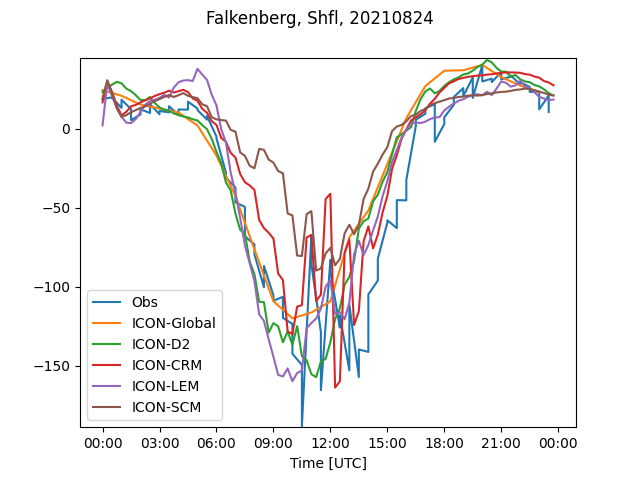 Falkenberg, Shfl, 20210824
0
−50
−100
−150
Obs
ICON-Global
ICON-D2
ICON-CRM
ICON-LEM
ICON-SCM
00:00 03:00 06:00 09:00 12:00 15:00 18:00 21:00 00:00
Time [UTC]